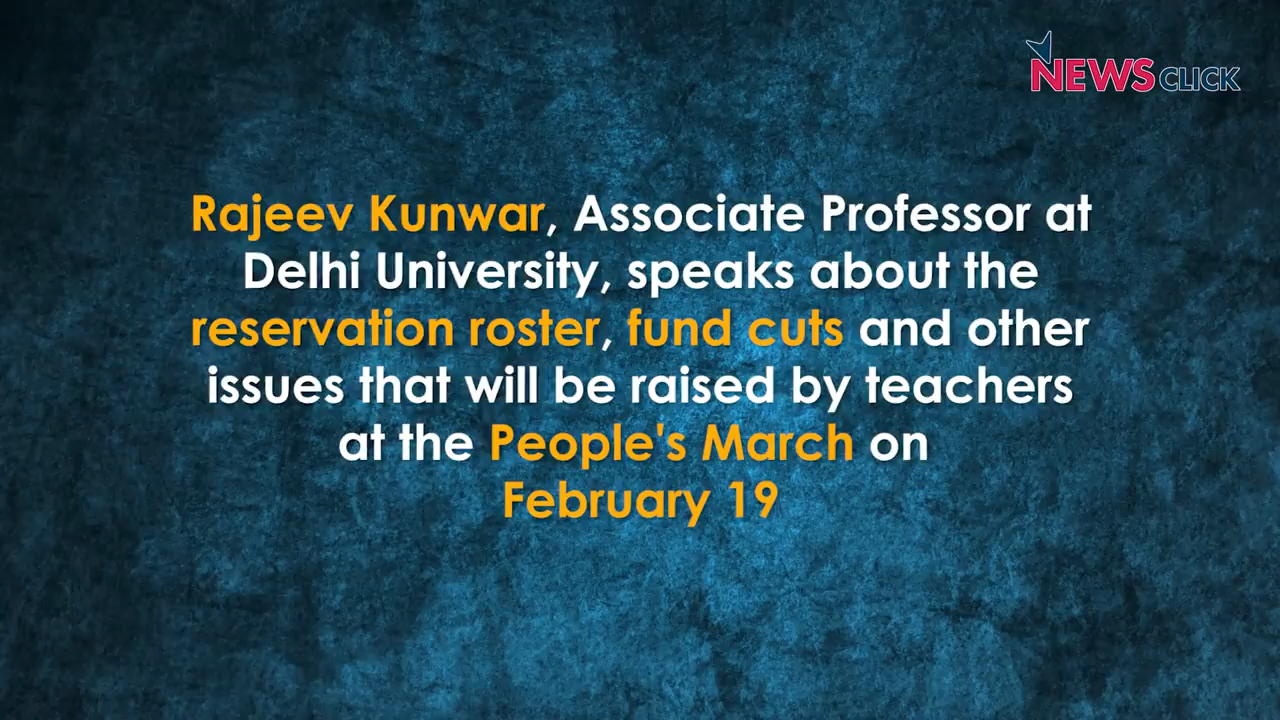 NEWSCLICK
Rajeev Kunwar, Associate Professor at
Delhi University, speaks about the
reservation roster, fund cuts and other
issues that will be raised by teachers
at the People's March on
February 19